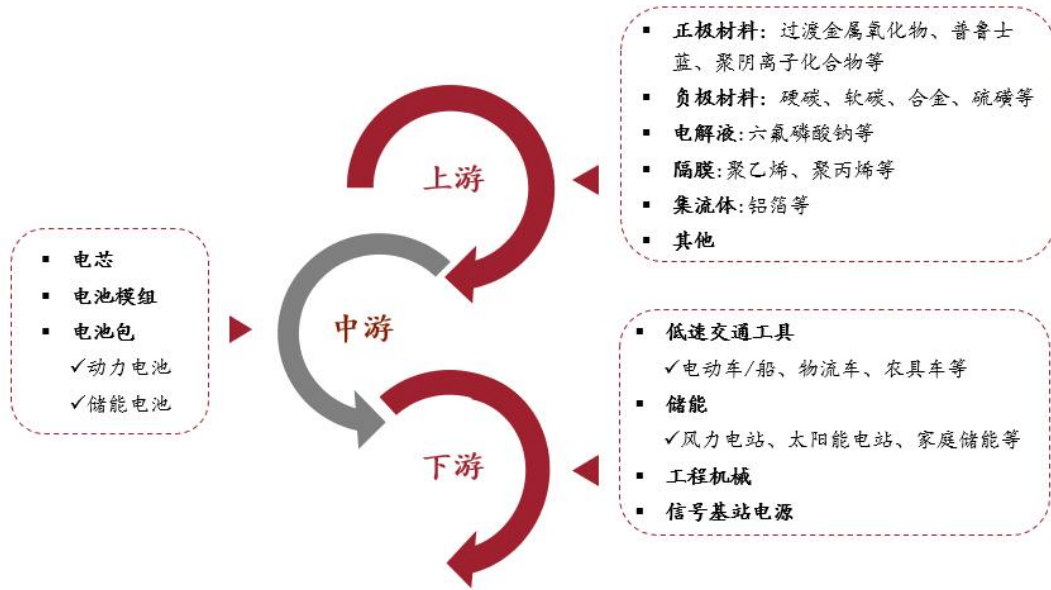 正极材料：过渡金属氧化物、普鲁士
蓝、聚阴离子化合物等
负极材料：硬碳、软碳、合金、硫磺等
电解液:六氟磷酸钠等
隔膜:聚乙烯、聚丙烯等
集流体:铝箔等
其他
上游
电芯
电池模组
电池包
✓动力电池
✓储能电池
中游
低速交通工具
✓电动车/船、物流车、农具车等
储能
✓风力电站、太阳能电站、家庭储能等
工程机械
信号基站电源
下游